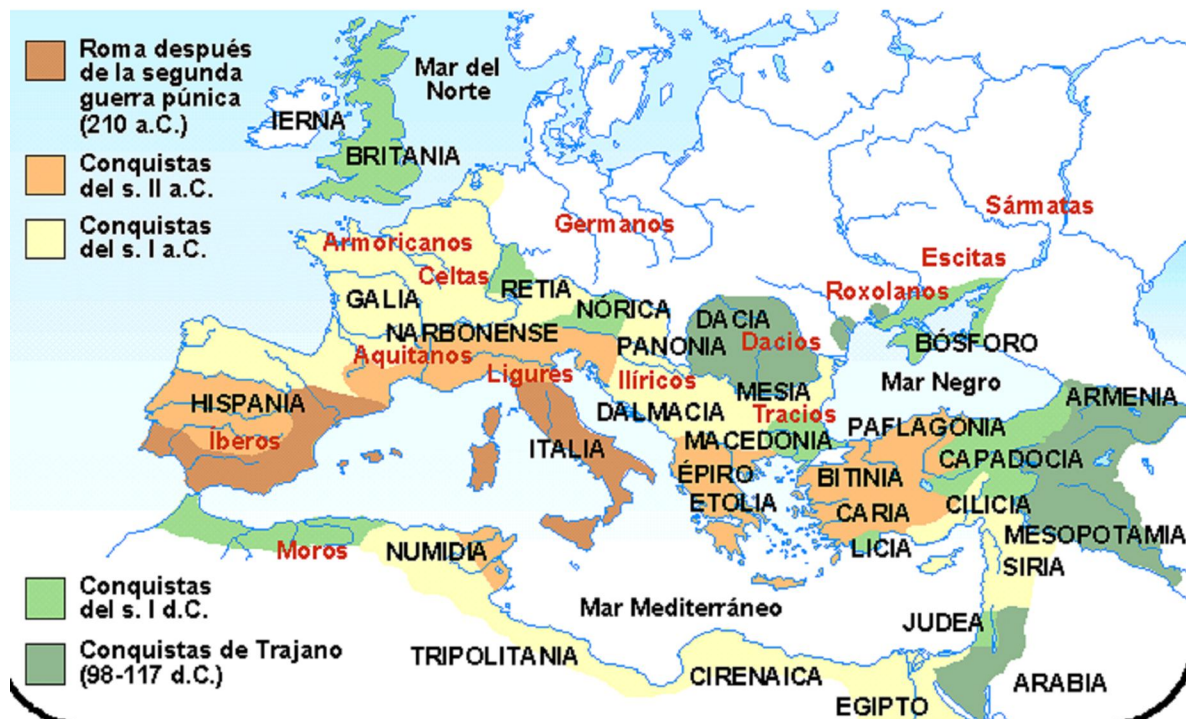 Roma después
de la segunda
guerra púnica
(210 a.C.)
Conquistas
del s. II a.C.
Conquistas
del s. I a.C.
Mar del
Norte
IERNA
BRITANIA
Sármatas
Germanos
Armoricanos
Escitas
Celtas
RETIA
Roxolanos
GALIA
NÓRICA
DACIA
NARBONENSE
PANONIA
Dacios
BÓSFORO
Aquitanos
Ligures
Ilíricos
MESIA
Mar Negro
ARMENIA
HISPANIA
DALMACIA
Tracios
PAFLAGONIA
Iberos
ITALIA
MACEDONIA
CAPADOCIA
ÉPIRO
BITINIA
ETOLIA
CARIA
CILICIA
Moros
NUMIDIA
LICIA
MESOPOTAMIA
SIRIA
Conquistas
del s. I d.C.
Mar Mediterráneo
JUDEA
Conquistas de Trajano
(98-117 d.C.)
TRIPOLITANIA
CIRENAICA
ARABIA
EGIPTO